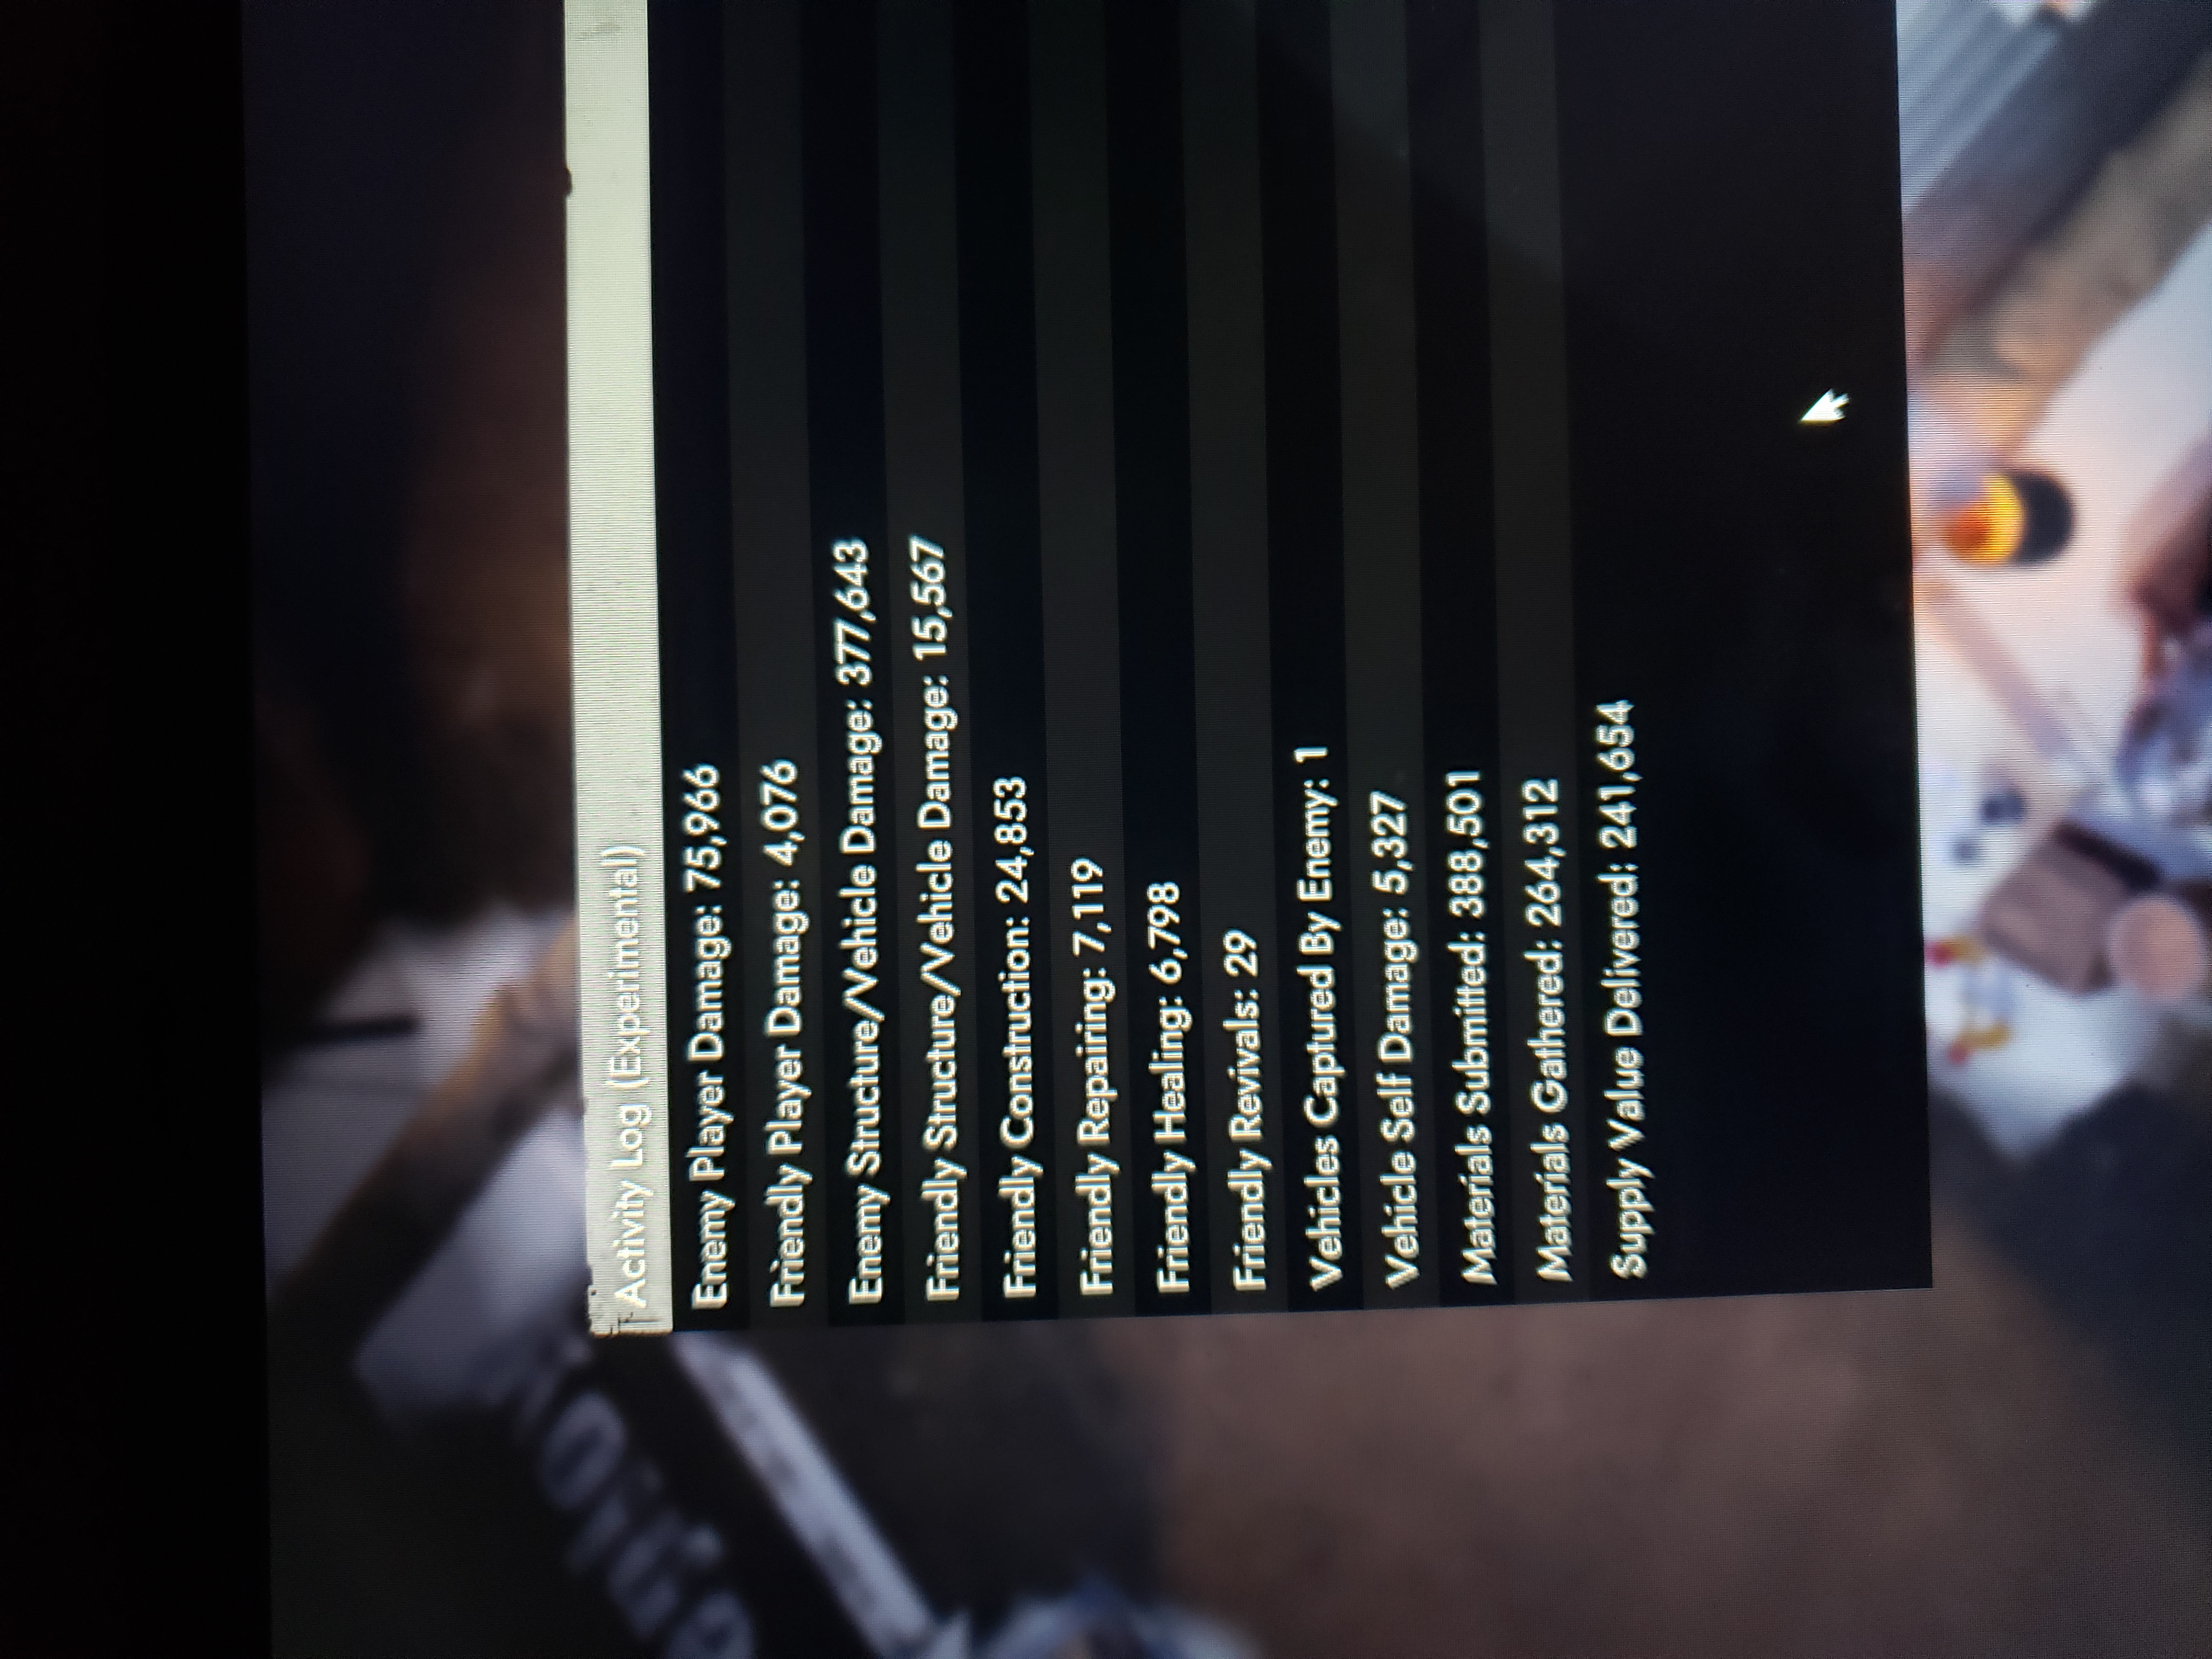 Activity Log (Experimental)
Enemy Player Damage: 75,966
Friendly Player Damage: 4,076
Enemy Structure/Vehicle Damage: 377,643
Friendly Structure/Vehicle Damage: 15,567
Friendly Construction: 24,853
Friendly Repairing: 7,119
Friendly Healing: 6,798
Friendly Revivals: 29
Vehicles Captured By Enemy: 1
Vehicle Self Damage: 5,327
Materials Submitted: 388,501
Materials Gathered: 264,312
Supply Value Delivered: 241,654